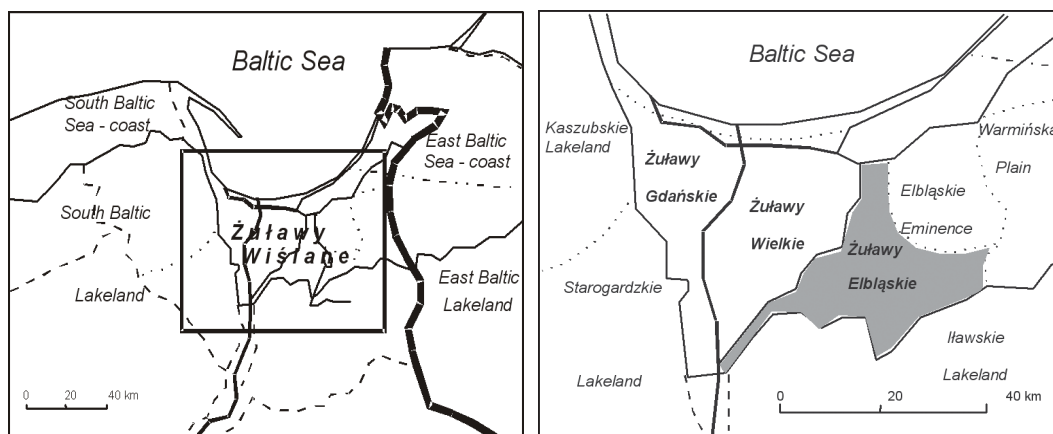 Baltic Sea
South Baltic
Sea - coast
East Baltic
Sea - coast
South Baltic
Żuławy
Wiślane
East Baltic
Lakeland
Lakeland
0 20 40 km
Baltic Sea
Kaszubskie
Lakeland
Warmińska
Plain
Żuławy
Gdańskie
Elbląskie
Żuławy
Eminence
Wielkie
Żuławy
Elbląskie
Starogardzkie
Iławskie
Lakeland
Lakeland
0 20 40 km